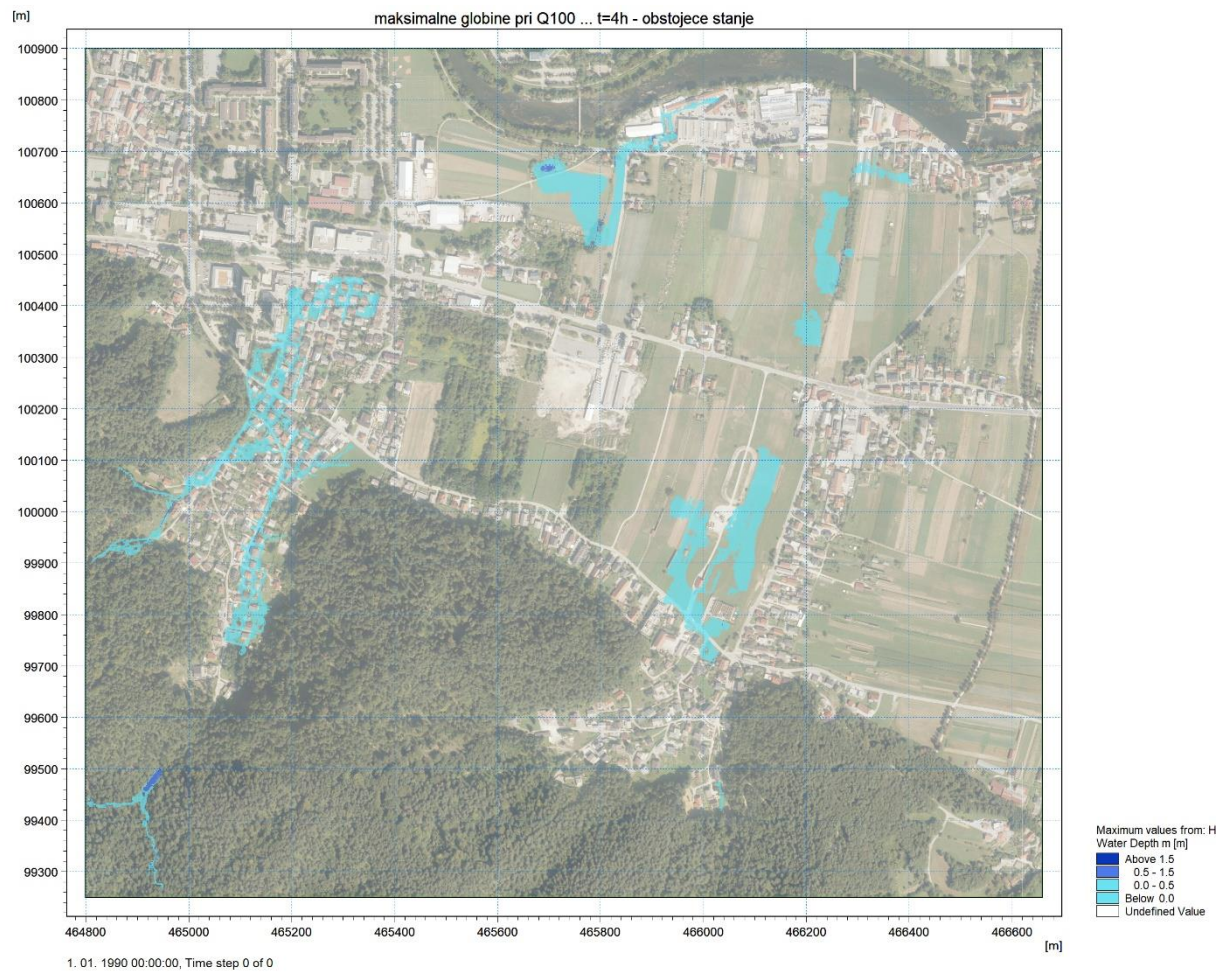 [m]
maksimalne globine pri Q100 ... t=4h - obstojece stanje
100900
100800
100700
100600
100500
100400
100300
100200
100100
100000
99900
99800
99700
99600
99500
99400
99300
464800 465000 465200 465400 465600 465800 466000 466200 466400 466600
[m]
Maximum values from: H
Water Depth m [m]
Above 1.5
0.5 - 1.5
0.0 - 0.5
Below 0.0
Undefined Value
1. 01. 1990 00:00:00, Time step 0 of 0